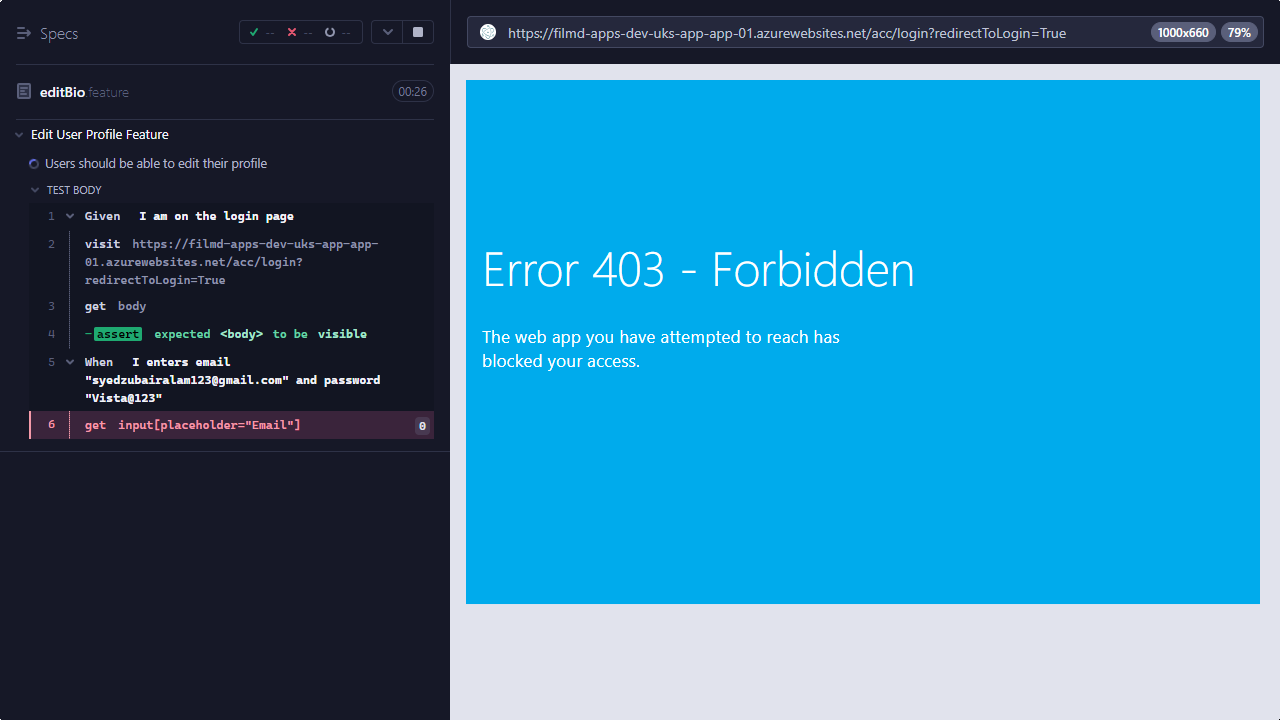 Specs
--
--
--
editBio feature
00:26
Edit User Profile Feature
Users should be able to edit their profile
TEST BODY
1 Given I am on the login page
2 visit https://filmd-apps-dev-uks-app-app-
01.azurewebsites.net/acc/login?
redirectToLogin=True
3 get body
4 -assert expected <body> to be visible
5 When I enters email
"syedzubairalam123@gmail.com" and password
"Vista@123"
6 get input[placeholder="Email"] 0
https://filmd-apps-dev-uks-app-app-01.azurewebsites.net/acc/login?redirectToLogin=True
1000x660
79%
Error 403 - Forbidden
The web app you have attempted to reach has
blocked your access.